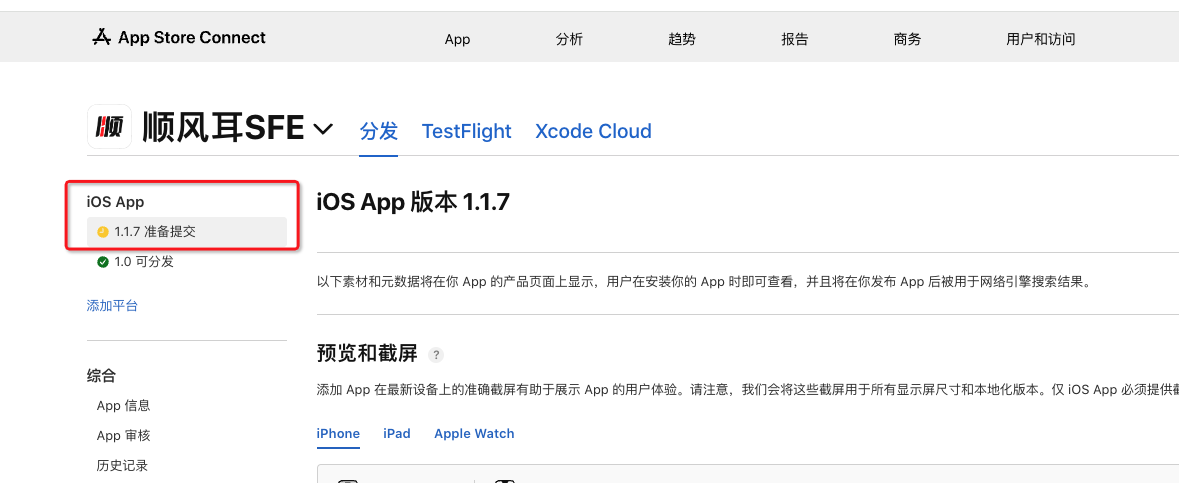 App Store Connect
App
分析
趋势
报告
商务
用户和访问
顺
顺风耳SFE
分发
TestFlight
Xcode Cloud
iOS App
1.1.7 准备提交
1.0 可分发
添加平台
综合
App 信息
App 审核
历史记录
iOS App 版本 1.1.7
以下素材和元数据将在你 App 的产品页面上显示，用户在安装你的 App 时即可查看，并且将在你发布 App 后被用于网络引擎搜索结果。
预览和截屏 ?
添加 App 在最新设备上的准确截屏有助于展示 App 的用户体验。请注意，我们会将这些截屏用于所有显示屏尺寸和本地化版本。仅 iOS App 必须提供
iPhone
iPad
Apple Watch